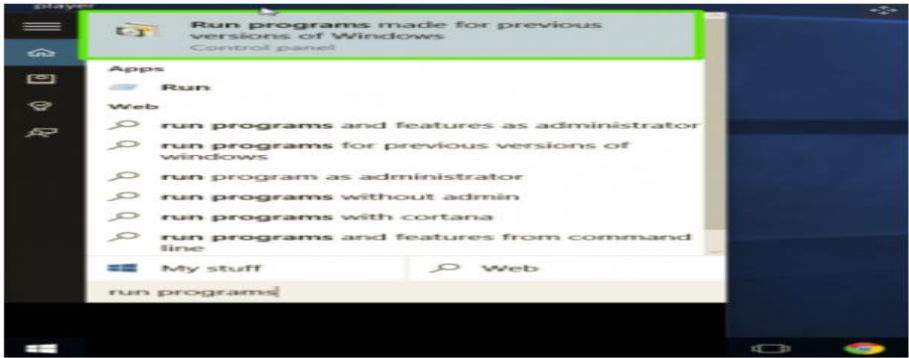 player
Run programs made for previous
versions of Windows
Control panel
Apps
Run
Web
run programs and features as administrator
run programs for previous versions of
windows
run program as administrator
run programs without admin
run programs with cortana
run programs and features from command
line
My stuff
Web
run programs